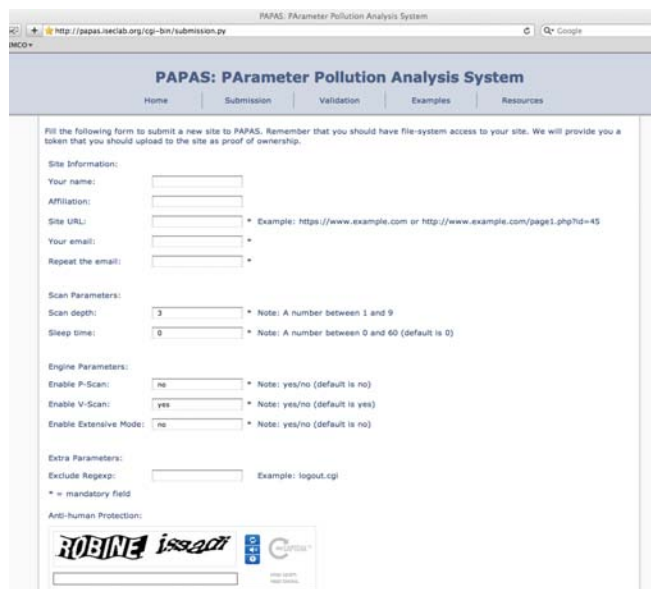 PAPAS: PArameter Pollution Analysis System
http://papas.iseclab.org/cgi-bin/submission.py
Google
IMCO
PAPAS: PArameter Pollution Analysis System
Home Submission Validation Examples Resources
Fill the following form to submit a new site to PAPAS. Remember that you should have file-system access to your site. We will provide you a
token that you should upload to the site as proof of ownership.
Site Information:
Your name:
Affiliation:
Site URL: * Example: https://www.example.com or http://www.example.com/page1.php?id=45
Your email: *
Repeat the email: *
Scan Parameters:
Scan depth: 3 * Note: A number between 1 and 9
Sleep time: 0 * Note: A number between 0 and 60 (default is 0)
Engine Parameters:
Enable P-Scan: no * Note: yes/no (default is no)
Enable V-Scan: yes * Note: yes/no (default is yes)
Enable Extensive Mode: no * Note: yes/no (default is no)
Extra Parameters:
Exclude Regexp: Example: logout.cgi
* = mandatory field
Anti-human Protection:
ROBINE issadi